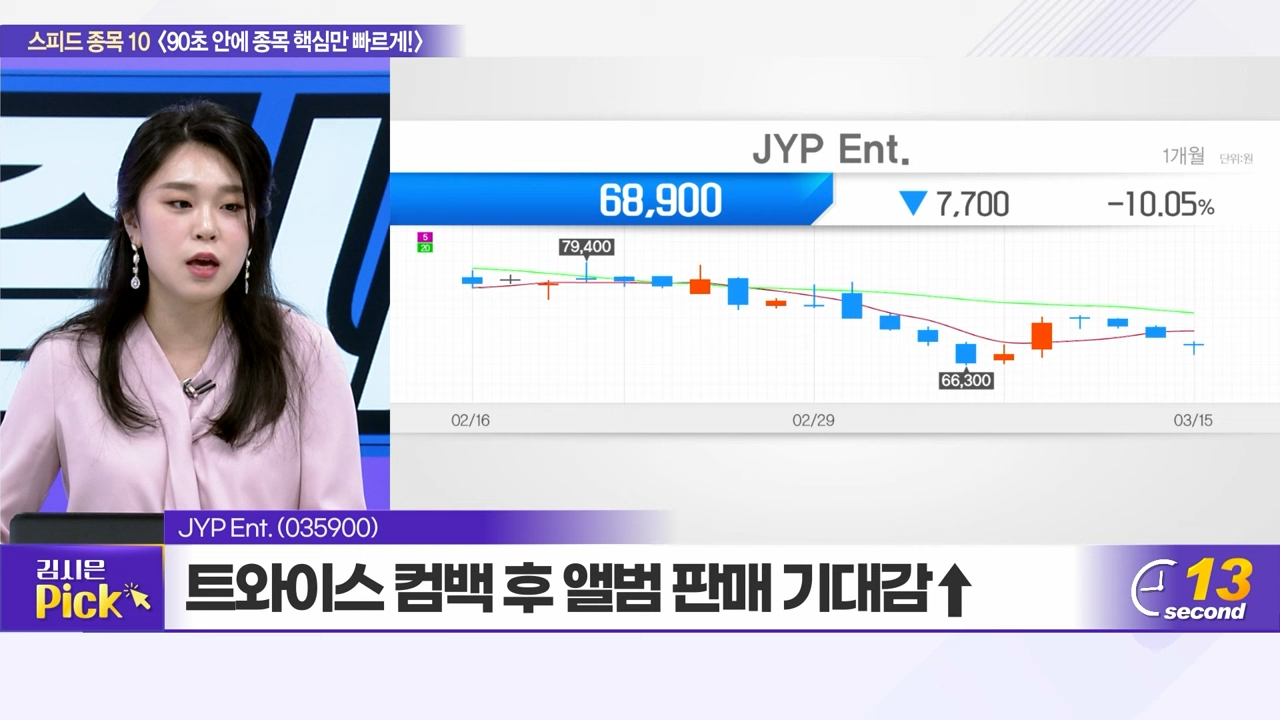 스피드 종목 10 〈90초 안에 종목 핵심만 빠르게!〉
JYP Ent.
1개월 단위:원
68,900 ▼ 7,700 -10.05%
5
20
79,400
66,300
02/16 02/29 03/15
JYP Ent. (035900)
김시은
Pick
트와이스 컴백 후 앨범 판매 기대감↑
13
second